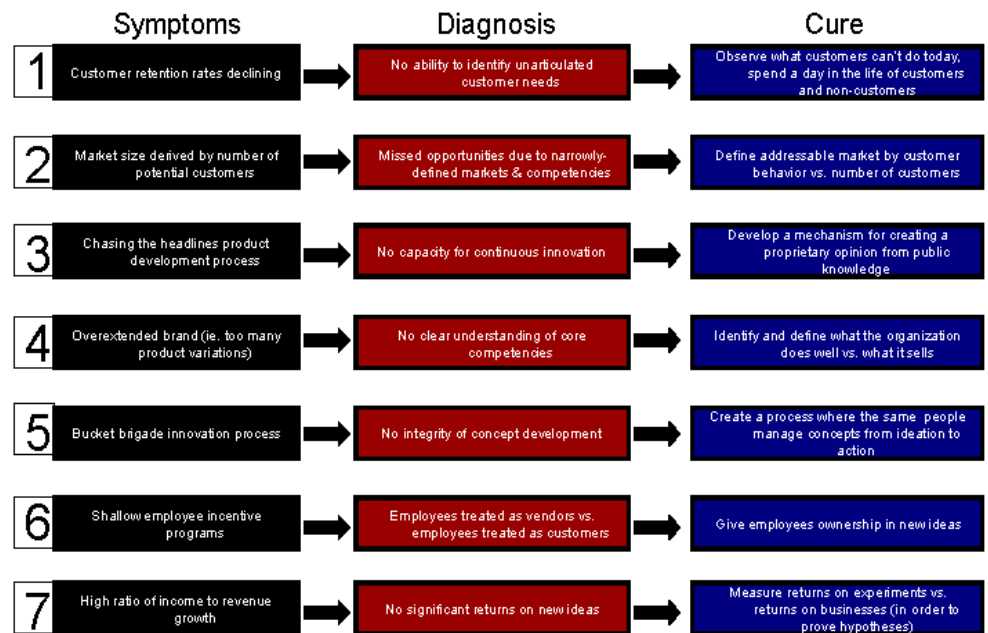 Symptoms
Diagnosis
Cure
1
Customer retention rates declining
No ability to identify unarticulated
customer needs
Observe what customers can't do today,
spend a day in the life of customers
and non-customers
2
Market size derived by number of
potential customers
Missed opportunities due to narrowly-
defined markets & competencies
Define addressable market by customer
behavior vs. number of customers
3
Chasing the headlines product
development process
No capacity for continuous innovation
Develop a mechanism for creating a
proprietary opinion from public
knowledge
4
Overextended brand (ie. too many
product variations)
No clear understanding of core
competencies
Identify and define what the organization
does well vs. what it sells
5
Bucket brigade innovation process
No integrity of concept development
Create a process where the same people
manage concepts from ideation to
action
6
Shallow employee incentive
programs
Employees treated as vendors vs.
employees treated as customers
Give employees ownership in new ideas
7
High ratio of income to revenue
growth
No significant returns on new ideas
Measure returns on experiments vs.
returns on businesses (in order to
prove hypotheses)